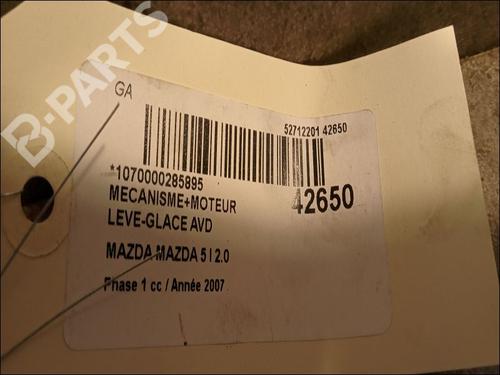 B-PARTS
GA
52712201 42650
*1070000285895
42650
MECANISME+MOTEUR
LEVE-GLACE AVD
MAZDA MAZDA 5 I 2.0
Phase 1 cc / Année 2007